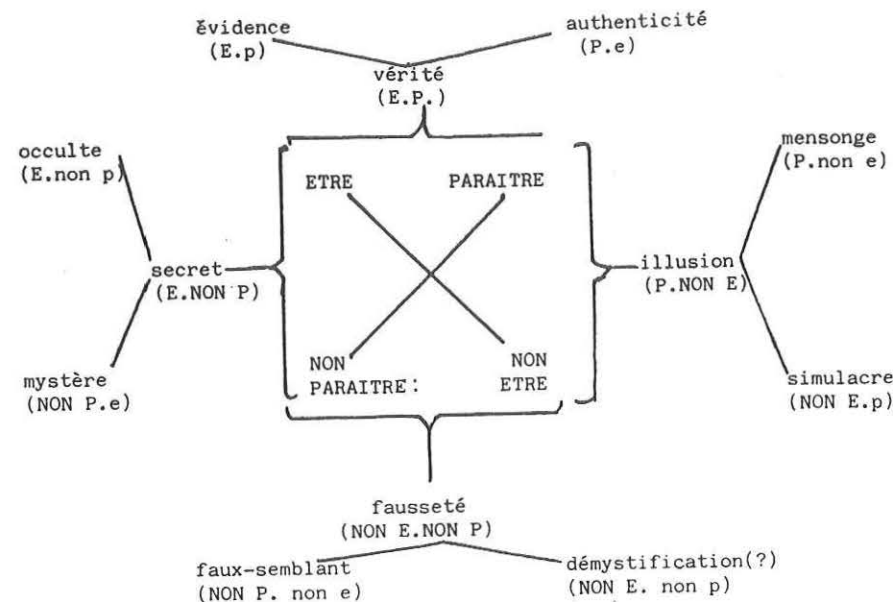 évidence
(E.p)
authenticité
(P.e)
vérité
(E.P.)
occulte
(E.non p)
mensonge
(P.non e)
ETRE
PARAITRE
secret
(E.NON P)
illusion
(P.NON E)
NON
PARAITRE:
NON
ETRE
mystère
(NON P.e)
simulacre
(NON E.p)
fausseté
(NON E.NON P)
faux-semblant
(NON P. non e)
démystification(?)
(NON E. non p)